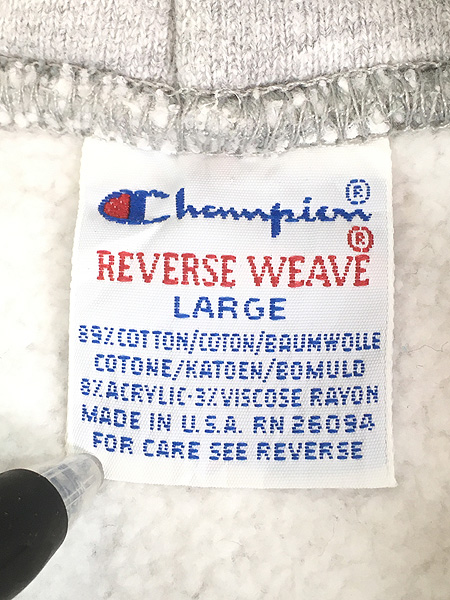 Champion ®
REVERSE WEAVE ®
LARGE
89% COTTON/COTON/BAUMWOLLE
COTONE/KATOEN/BOMULD
8% ACRYLIC-3% VISCOSE RAYON
MADE IN U.S.A. RN 26094
FOR CARE SEE REVERSE